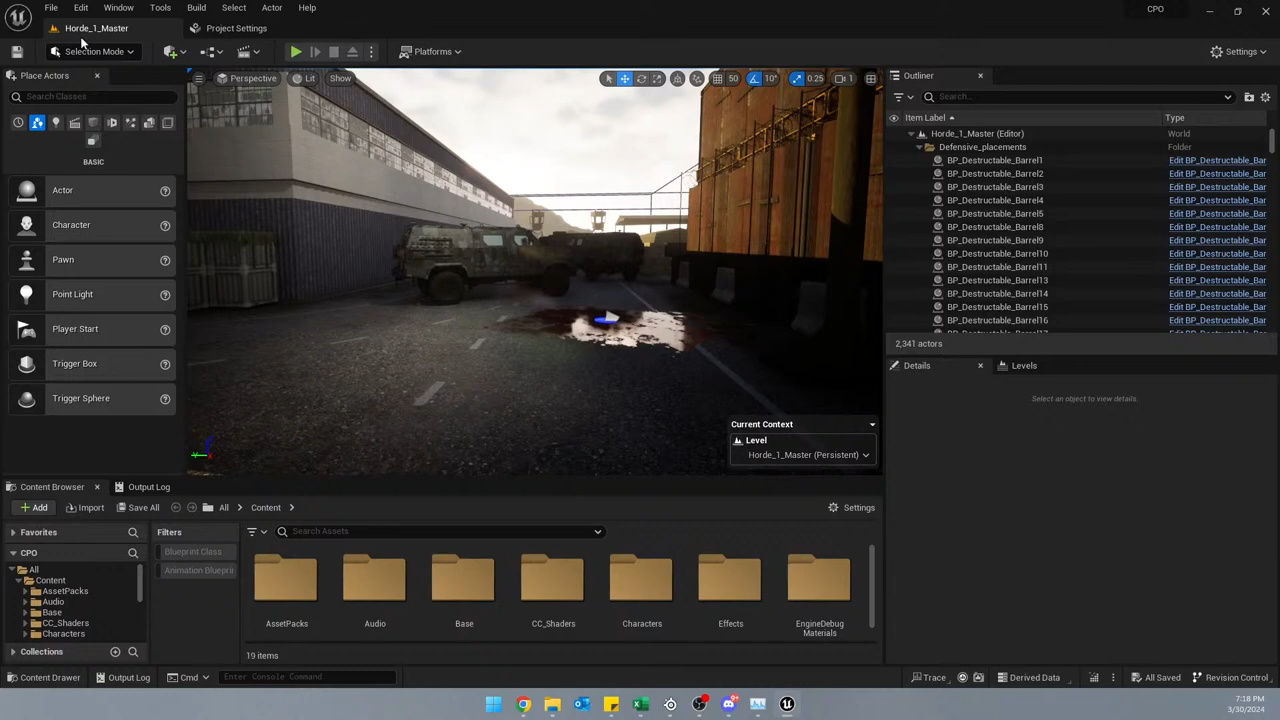 File Edit Window Tools Build Select Actor Help
CPO
Horde_1_Master
Project Settings
Selection Mode
Platforms
Settings
Place Actors
Search Classes
BASIC
Actor
Character
Pawn
Point Light
Player Start
Trigger Box
Trigger Sphere
Perspective Lit Show
50 10° 0.25 1
Current Context
Level
Horde_1_Master (Persistent)
Outliner
Search...
Item Label Type
Horde_1_Master (Editor) World
Defensive_placements Folder
BP_Destructable_Barrel1 Edit BP_Destructable_Bar
BP_Destructable_Barrel2 Edit BP_Destructable_Bar
BP_Destructable_Barrel3 Edit BP_Destructable_Bar
BP_Destructable_Barrel4 Edit BP_Destructable_Bar
BP_Destructable_Barrel5 Edit BP_Destructable_Bar
BP_Destructable_Barrel8 Edit BP_Destructable_Bar
BP_Destructable_Barrel9 Edit BP_Destructable_Bar
BP_Destructable_Barrel10 Edit BP_Destructable_Bar
BP_Destructable_Barrel11 Edit BP_Destructable_Bar
BP_Destructable_Barrel13 Edit BP_Destructable_Bar
BP_Destructable_Barrel14 Edit BP_Destructable_Bar
BP_Destructable_Barrel15 Edit BP_Destructable_Bar
BP_Destructable_Barrel16 Edit BP_Destructable_Bar
2,341 actors
Details
Levels
Select an object to view details.
Content Browser
Output Log
Add
Import
Save All
All
Content
Settings
Favorites
CPO
All
Content
AssetPacks
Audio
Base
CC_Shaders
Characters
Collections
Filters
Blueprint Class
Animation Blueprii
Search Assets
AssetPacks
Audio
Base
CC_Shaders
Characters
Effects
EngineDebug
Materials
19 items
Content Drawer
Output Log
Cmd
Enter Console Command
Trace
Derived Data
All Saved
Revision Control
7:18 PM
3/30/2024